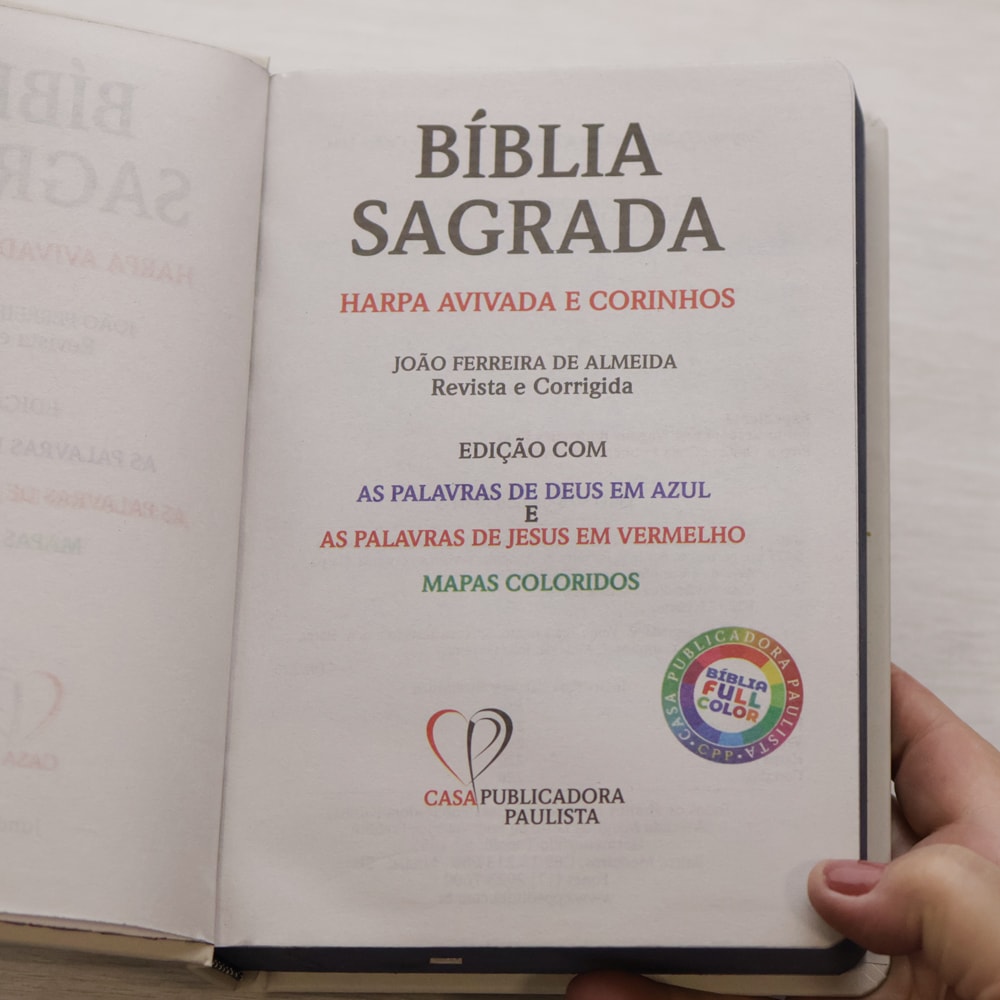 BÍBLIA
SAGRADA
HARPA AVIVADA E CORINHOS
JOÃO FERREIRA DE ALMEIDA
Revista e Corrigida
EDIÇÃO COM
AS PALAVRAS DE DEUS EM AZUL
E
AS PALAVRAS DE JESUS EM VERMELHO
MAPAS COLORIDOS
CASA PUBLICADORA PAULISTA
• CPP •
BÍBLIA
FULL
COLOR
CASA PUBLICADORA
PAULISTA